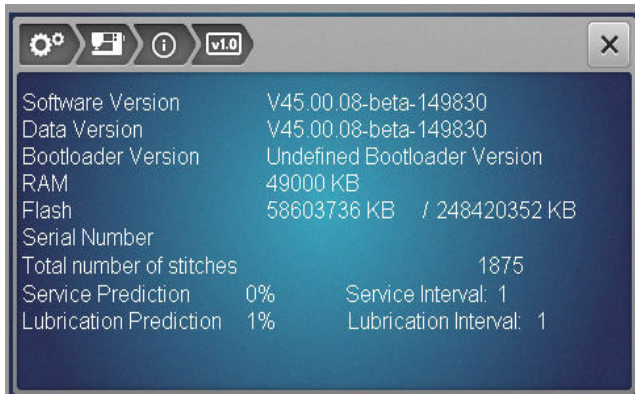 v1.0
Software Version V45.00.08-beta-149830
Data Version V45.00.08-beta-149830
Bootloader Version Undefined Bootloader Version
RAM 49000 KB
Flash 58603736 KB / 248420352 KB
Serial Number
Total number of stitches 1875
Service Prediction 0% Service Interval: 1
Lubrication Prediction 1% Lubrication Interval: 1